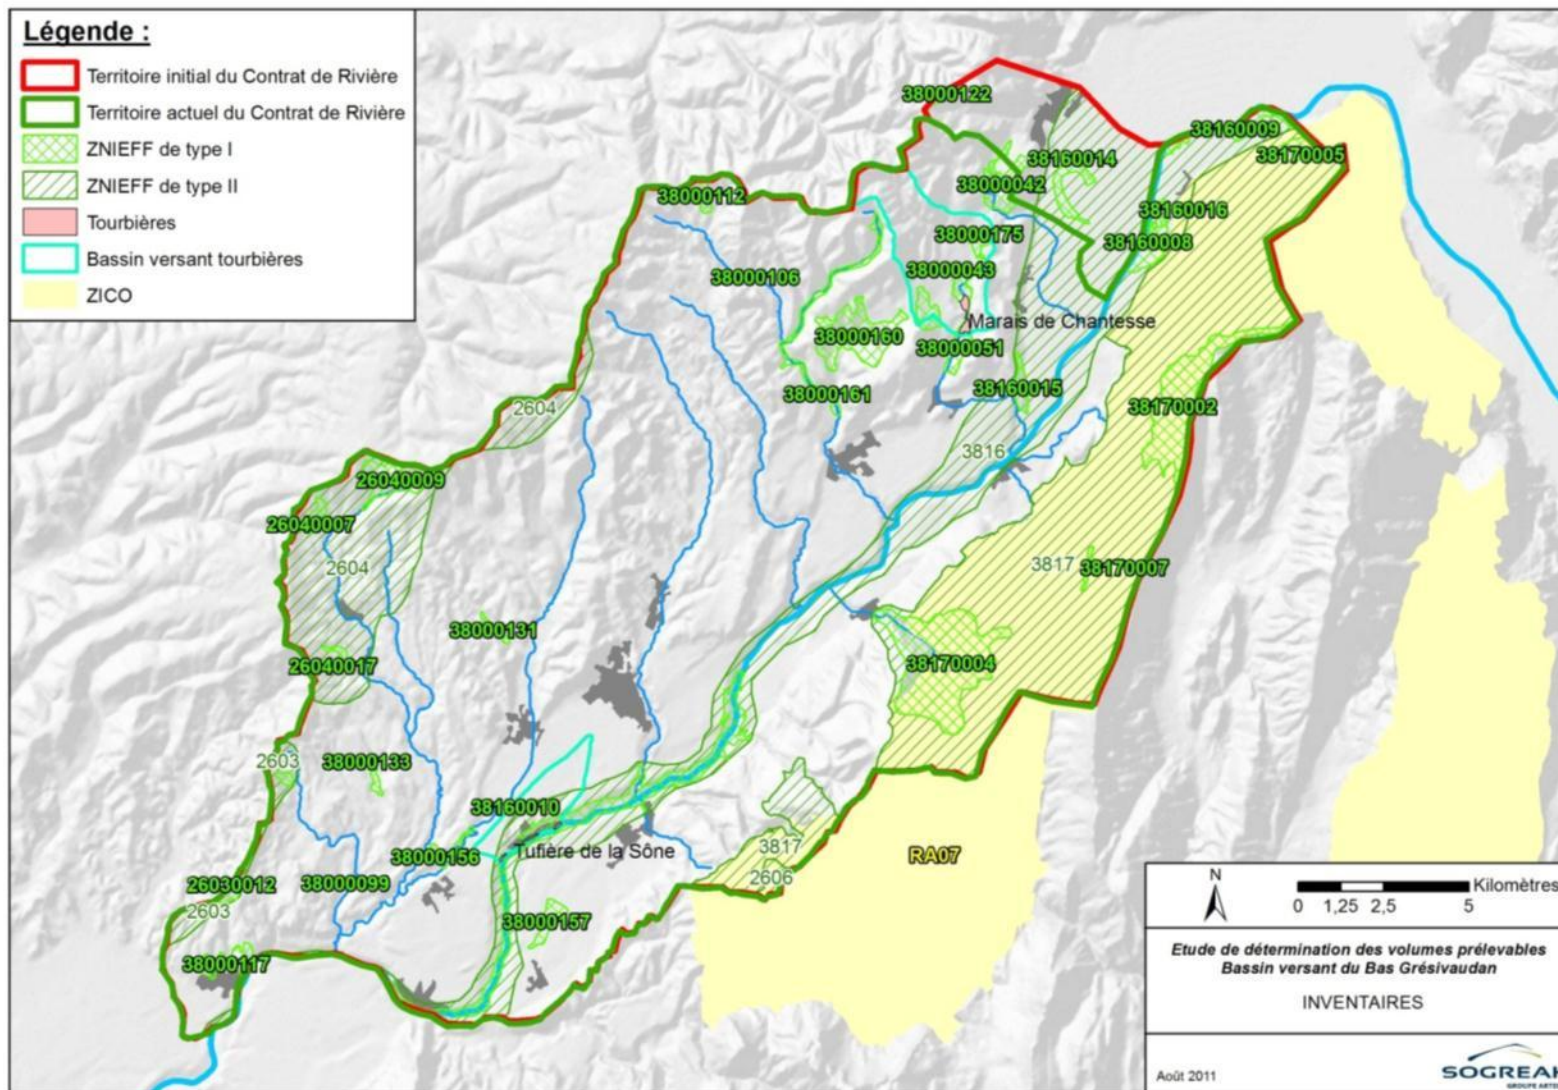 Légende :
Territoire initial du Contrat de Rivière
Territoire actuel du Contrat de Rivière
ZNIEFF de type I
ZNIEFF de type II
Tourbières
Bassin versant tourbières
ZICO
38000122
38160009
38170005
38160014
38000042
38000112
38160016
38000175
38160008
38000043
38000106
Marais de Chantesse
38000160
38000051
38160015
38000161
38170002
2604
3816
26040009
26040007
2604
3817
38170007
38000131
26040017
38170004
2603
38000133
38160010
3817
Tufière de la Sône
38000156
RA07
2606
26030012
38000099
2603
38000157
38000117
N
Kilomètres
0 1,25 2,5 5
Etude de détermination des volumes prélevables
Bassin versant du Bas Grésivaudan
INVENTAIRES
Août 2011
SOGREAH